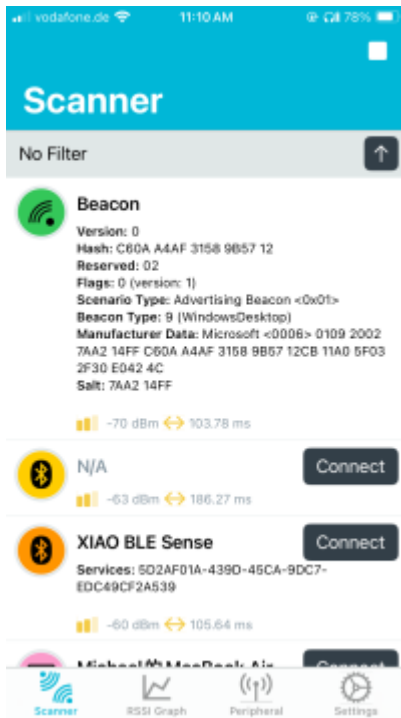 vodafone.de 11:10 AM 78%
Scanner
No Filter
Beacon
Version: 0
Hash: C60A A4AF 3158 9B57 12
Reserved: 02
Flags: 0 (version: 1)
Scenario Type: Advertising Beacon <0x01>
Beacon Type: 9 (WindowsDesktop)
Manufacturer Data: Microsoft <0006> 0109 2002
7AA2 14FF C60A A4AF 3158 9B57 12CB 11A0 5F03
2F30 E042 4C
Salt: 7AA2 14FF
-70 dBm 103.78 ms
N/A
Connect
-63 dBm 186.27 ms
XIAO BLE Sense
Connect
Services: 5D2AF01A-439D-45CA-9DC7-
EDC49CF2A539
-60 dBm 105.64 ms
MacBook Air
Connect
Scanner RSSI Graph Peripheral Settings